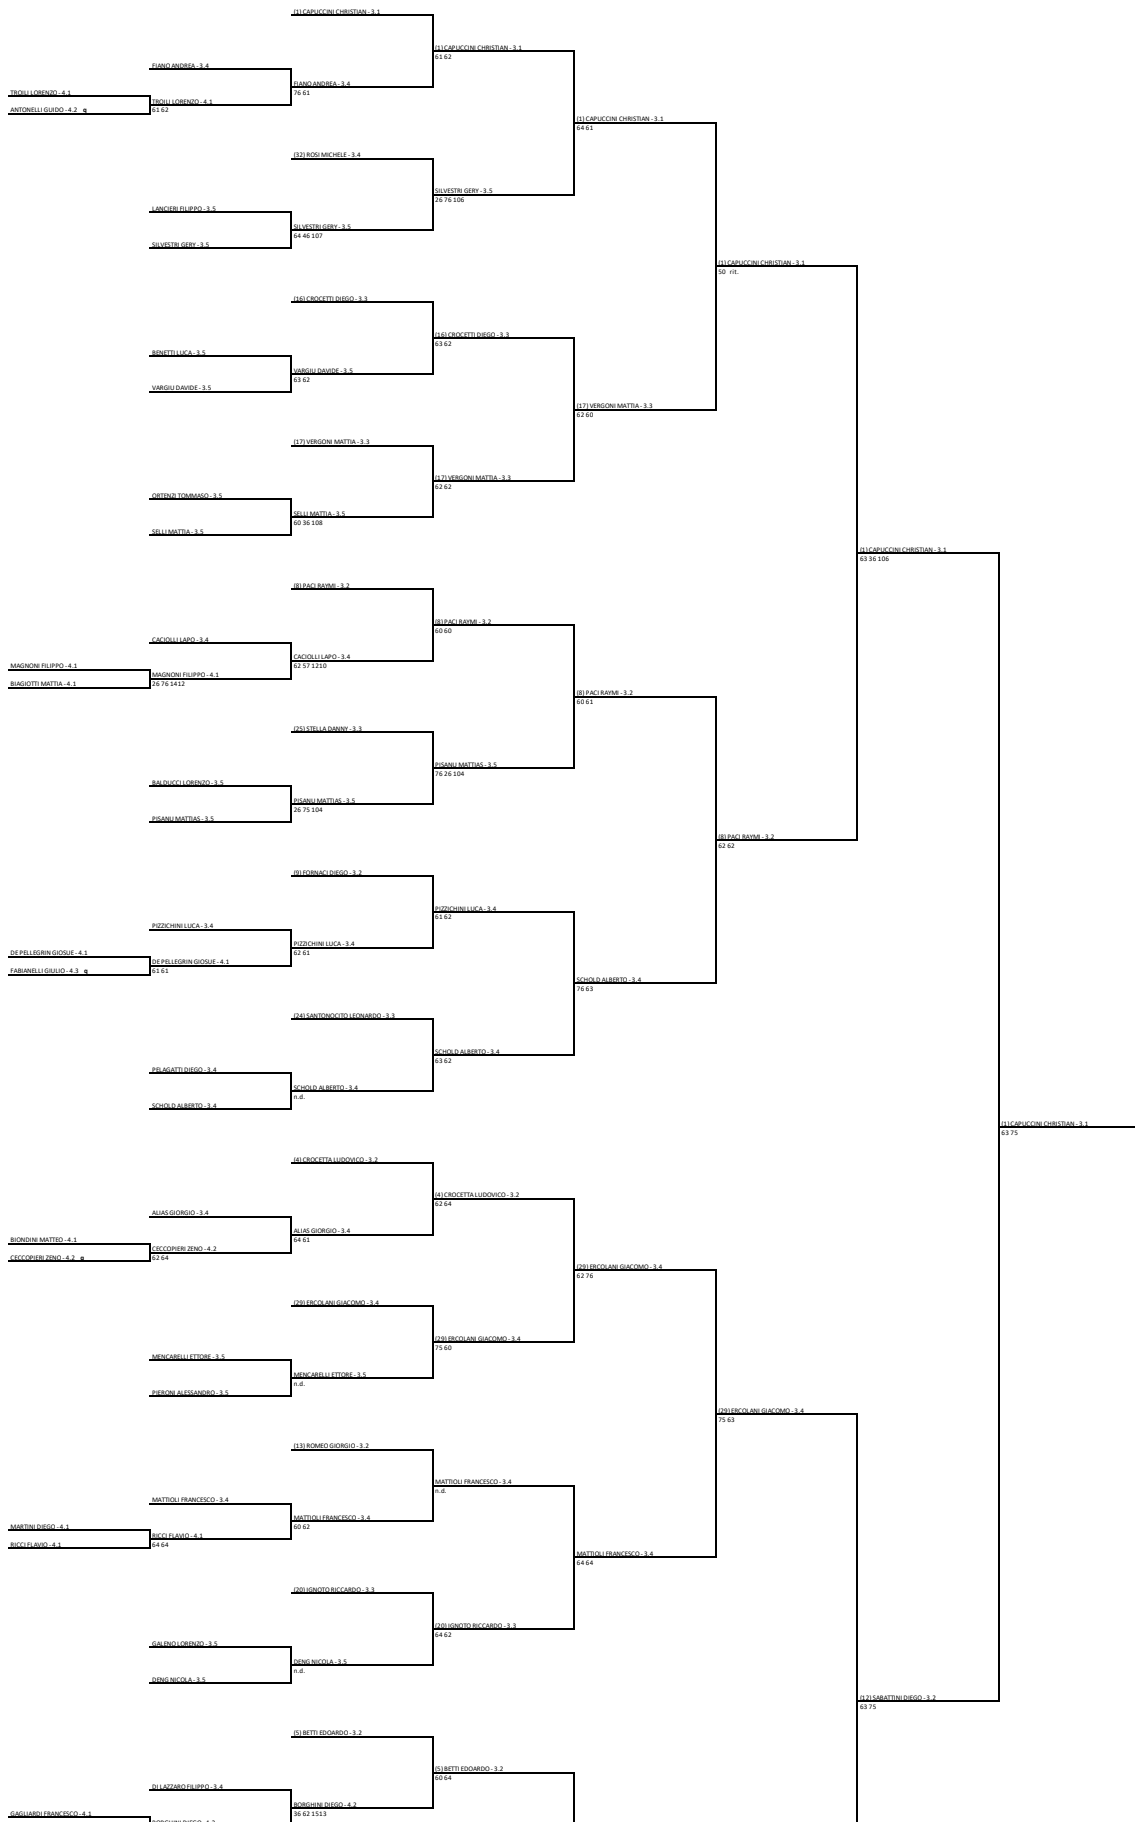 (1) CAPUCCINI CHRISTIAN - 3.1
(1) CAPUCCINI CHRISTIAN - 3.1
61 62
FIANO ANDREA - 3.4
FIANO ANDREA - 3.4
76 61
TROILI LORENZO - 4.1
TROILI LORENZO - 4.1
61 62
ANTONELLI GUIDO - 4.2 q
(1) CAPUCCINI CHRISTIAN - 3.1
64 61
(32) ROSI MICHELE - 3.4
SILVESTRI GERY - 3.5
26 76 106
LANCIERI FILIPPO - 3.5
SILVESTRI GERY - 3.5
64 46 107
SILVESTRI GERY - 3.5
(1) CAPUCCINI CHRISTIAN - 3.1
50 rit.
(16) CROCETTI DIEGO - 3.3
(16) CROCETTI DIEGO - 3.3
63 62
BENETTI LUCA - 3.5
VARGIU DAVIDE - 3.5
63 62
VARGIU DAVIDE - 3.5
(17) VERGONI MATTIA - 3.3
62 60
(17) VERGONI MATTIA - 3.3
(17) VERGONI MATTIA - 3.3
62 62
ORTENZI TOMMASO - 3.5
SELLI MATTIA - 3.5
60 36 108
SELLI MATTIA - 3.5
(1) CAPUCCINI CHRISTIAN - 3.1
63 36 106
(8) PACI RAYMI - 3.2
(8) PACI RAYMI - 3.2
60 60
CACIOLLI LAPO - 3.4
CACIOLLI LAPO - 3.4
62 57 1210
MAGNONI FILIPPO - 4.1
MAGNONI FILIPPO - 4.1
26 76 1412
BIAGIOTTI MATTIA - 4.1
(8) PACI RAYMI - 3.2
60 61
(25) STELLA DANNY - 3.3
PISANU MATTIAS - 3.5
76 26 104
BALDUCCI LORENZO - 3.5
PISANU MATTIAS - 3.5
26 75 104
PISANU MATTIAS - 3.5
(8) PACI RAYMI - 3.2
62 62
(9) FORNACI DIEGO - 3.2
PIZZICHINI LUCA - 3.4
61 62
PIZZICHINI LUCA - 3.4
PIZZICHINI LUCA - 3.4
62 61
DE PELLEGRIN GIOSUE - 4.1
DE PELLEGRIN GIOSUE - 4.1
61 61
FABIANELLI GIULIO - 4.3 q
SCHOLD ALBERTO - 3.4
76 63
(24) SANTONOCITO LEONARDO - 3.3
SCHOLD ALBERTO - 3.4
63 62
PELAGATTI DIEGO - 3.4
SCHOLD ALBERTO - 3.4
n.d.
SCHOLD ALBERTO - 3.4
(1) CAPUCCINI CHRISTIAN - 3.1
63 75
(4) CROCETTA LUDOVICO - 3.2
(4) CROCETTA LUDOVICO - 3.2
62 64
ALIAS GIORGIO - 3.4
ALIAS GIORGIO - 3.4
64 61
BIONDINI MATTEO - 4.1
CECCOPIERI ZENO - 4.2
62 64
CECCOPIERI ZENO - 4.2 q
(29) ERCOLANI GIACOMO - 3.4
62 76
(29) ERCOLANI GIACOMO - 3.4
(29) ERCOLANI GIACOMO - 3.4
75 60
MENCARELLI ETTORE - 3.5
MENCARELLI ETTORE - 3.5
n.d.
PIERONI ALESSANDRO - 3.5
(29) ERCOLANI GIACOMO - 3.4
75 63
(13) ROMEO GIORGIO - 3.2
MATTIOLI FRANCESCO - 3.4
n.d.
MATTIOLI FRANCESCO - 3.4
MATTIOLI FRANCESCO - 3.4
60 62
MARTINI DIEGO - 4.1
RICCI FLAVIO - 4.1
64 64
RICCI FLAVIO - 4.1
MATTIOLI FRANCESCO - 3.4
64 64
(20) IGNOTO RICCARDO - 3.3
(20) IGNOTO RICCARDO - 3.3
64 62
GALENO LORENZO - 3.5
DENG NICOLA - 3.5
n.d.
DENG NICOLA - 3.5
(12) SABATTINI DIEGO - 3.2
63 75
(5) BETTI EDOARDO - 3.2
(5) BETTI EDOARDO - 3.2
60 64
DI LAZZARO FILIPPO - 3.4
BORGHINI DIEGO - 4.2
36 62 1513
GAGLIARDI FRANCESCO - 4.1